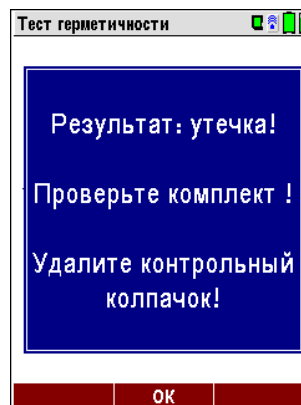 Тест герметичности
Результат: утечка!
Проверьте комплект !
Удалите контрольный
колпачок!
OK